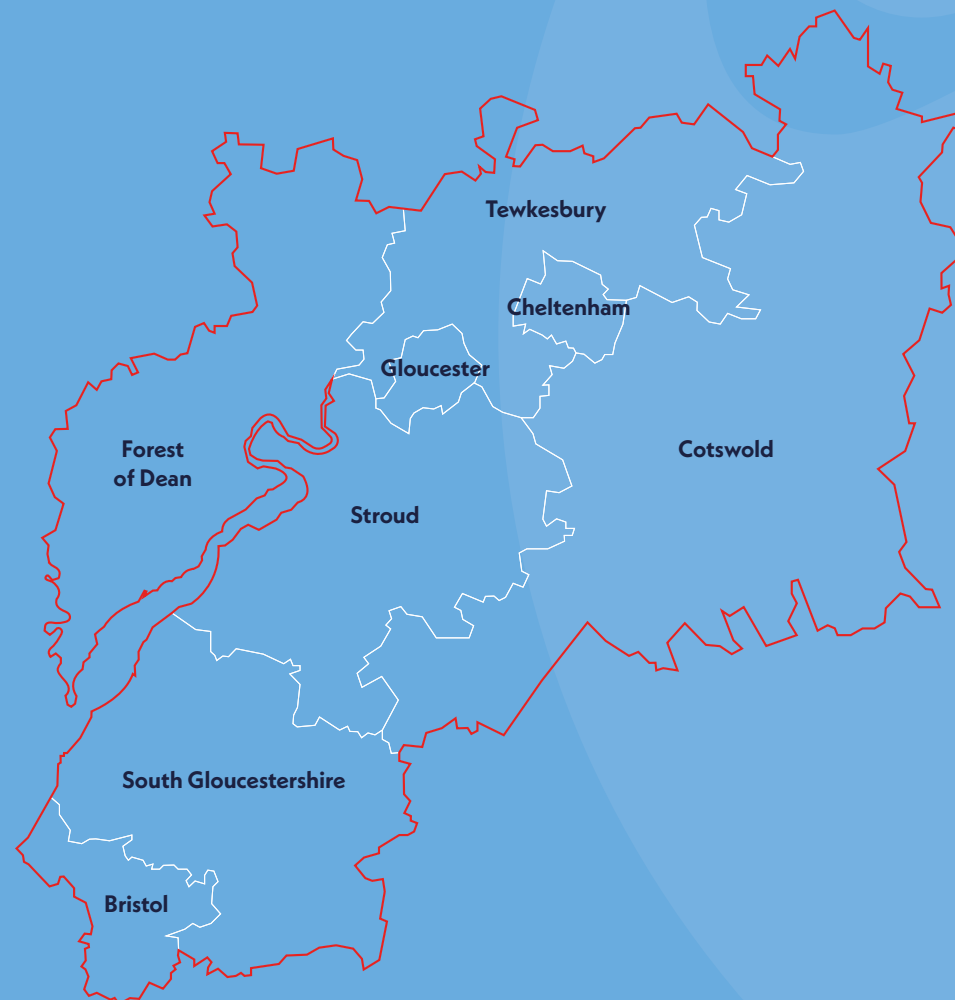 Tewkesbury
Cheltenham
Gloucester
Forest
of Dean
Cotswold
Stroud
South Gloucestershire
Bristol